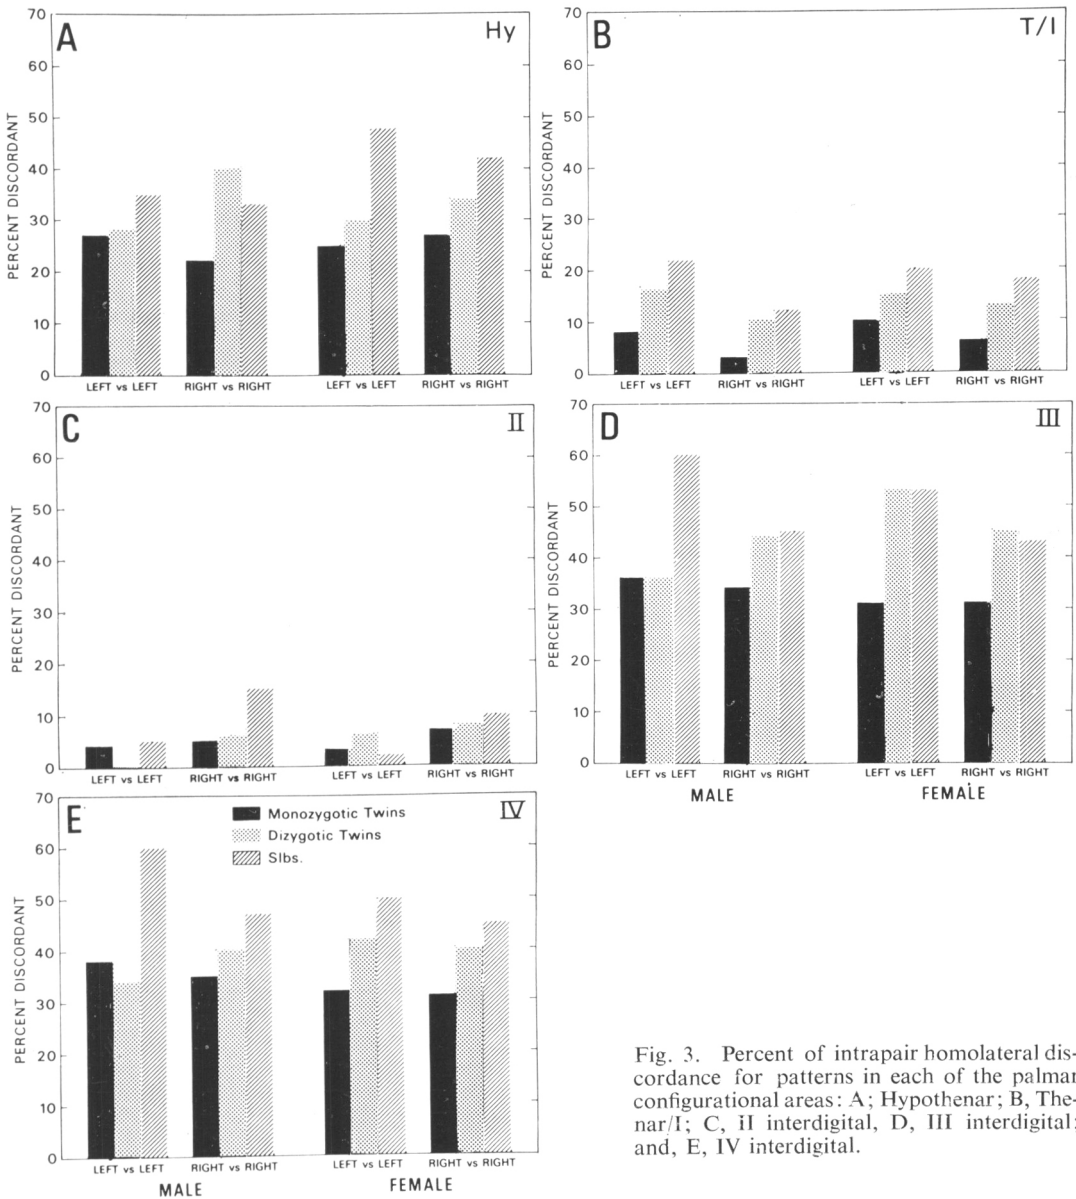 A
Hy
70
60
50
40
30
20
10
0
PERCENT DISCORDANT
LEFT vs LEFT
RIGHT vs RIGHT
LEFT vs LEFT
RIGHT vs RIGHT
B
T/I
70
60
50
40
30
20
10
0
PERCENT DISCORDANT
LEFT vs LEFT
RIGHT vs RIGHT
LEFT vs LEFT
RIGHT vs RIGHT
C
II
70
60
50
40
30
20
10
0
PERCENT DISCORDANT
LEFT vs LEFT
RIGHT vs RIGHT
LEFT vs LEFT
RIGHT vs RIGHT
D
III
70
60
50
40
30
20
10
0
PERCENT DISCORDANT
LEFT vs LEFT
RIGHT vs RIGHT
LEFT vs LEFT
RIGHT vs RIGHT
MALE
FEMALE
E
IV
Monozygotic Twins
Dizygotic Twins
SIbs.
70
60
50
40
30
20
10
0
PERCENT DISCORDANT
LEFT vs LEFT
RIGHT vs RIGHT
LEFT vs LEFT
RIGHT vs RIGHT
MALE
FEMALE
Fig. 3. Percent of intrapair homolateral dis-
cordance for patterns in each of the palmar
configurational areas: A; Hypothenar; B, The-
nar/I; C, II interdigital, D, III interdigital;
and, E, IV interdigital.